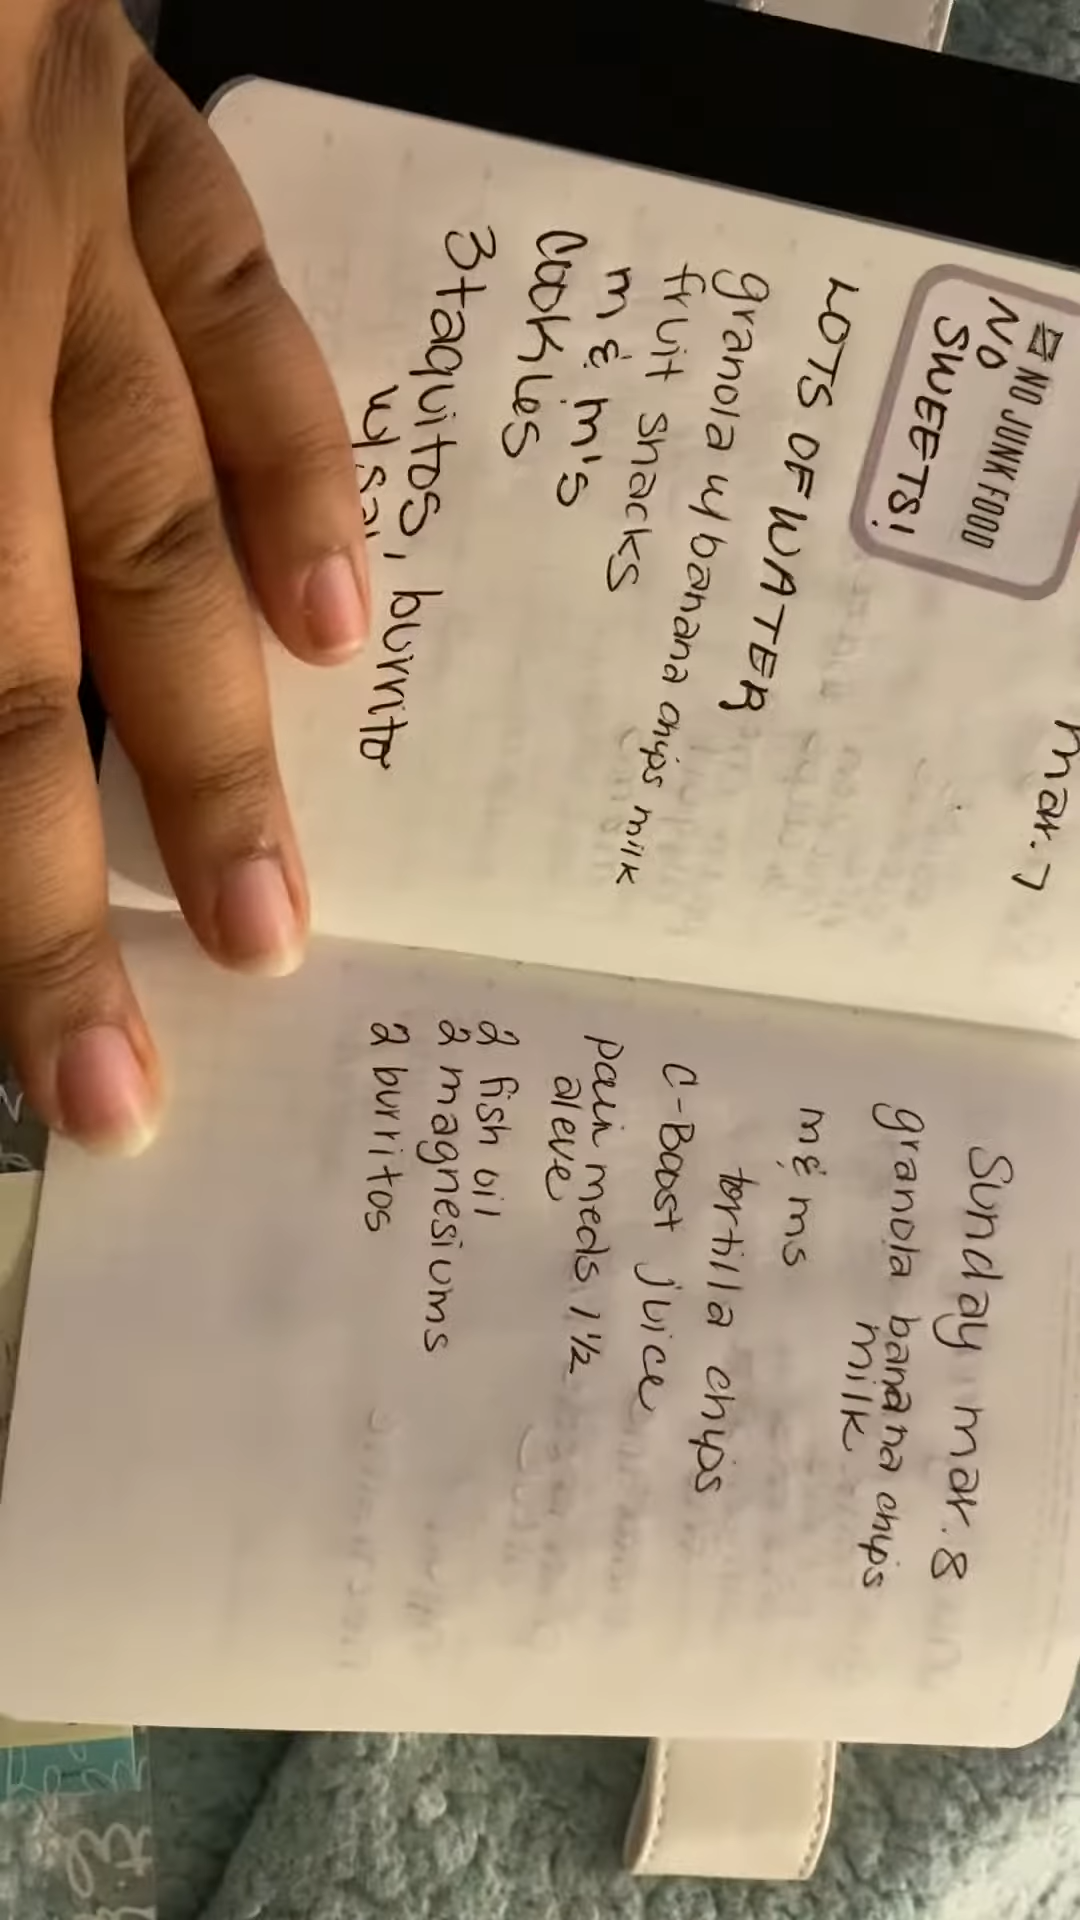 mar. 7
NO JUNK FOOD
NO
SWEETS!
LOTS OF WATER
granola w/ banana chips milk
fruit snacks
m & m's
cookies
3 taquitos, burrito
w/
Sunday mar. 8
granola banana chips
milk
m & ms
tortilla chips
C-Boost juice
pain meds 1 1/2
aleve
2 fish oil
2 magnesiums
2 burritos